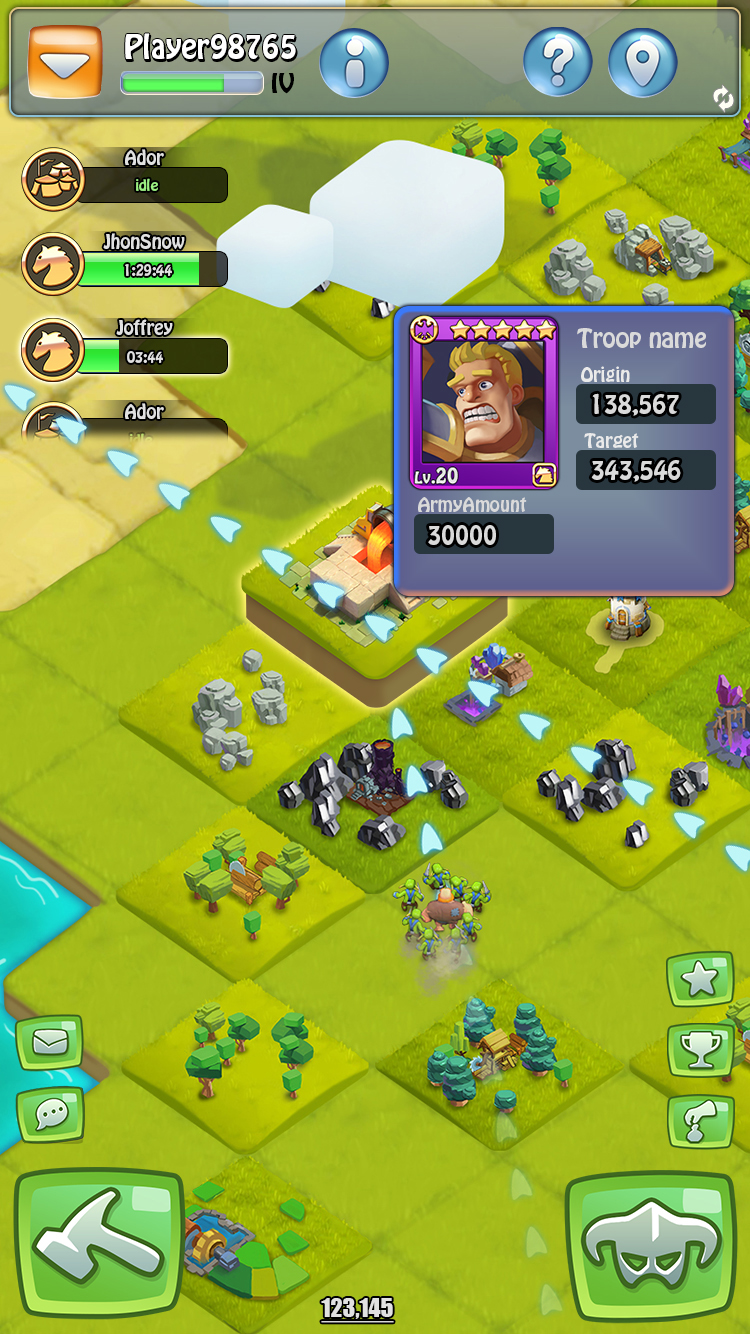 Player98765
IV
Ador
idle
JhonSnow
1:29:44
Joffrey
03:44
Ador
Troop name
Origin
138,567
Target
343,546
Lv.20
ArmyAmount
30000
123,145